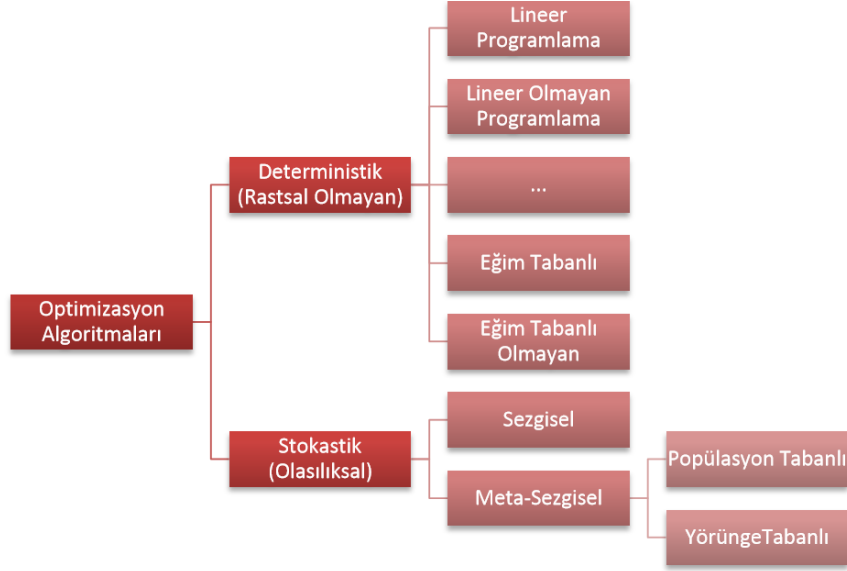 Optimizasyon
Algoritmaları
Deterministik
(Rastsal Olmayan)
Lineer
Programlama
Lineer Olmayan
Programlama
...
Eğim Tabanlı
Eğim Tabanlı
Olmayan
Stokastik
(Olasılıksal)
Sezgisel
Meta-Sezgisel
Popülasyon Tabanlı
YörüngeTabanlı